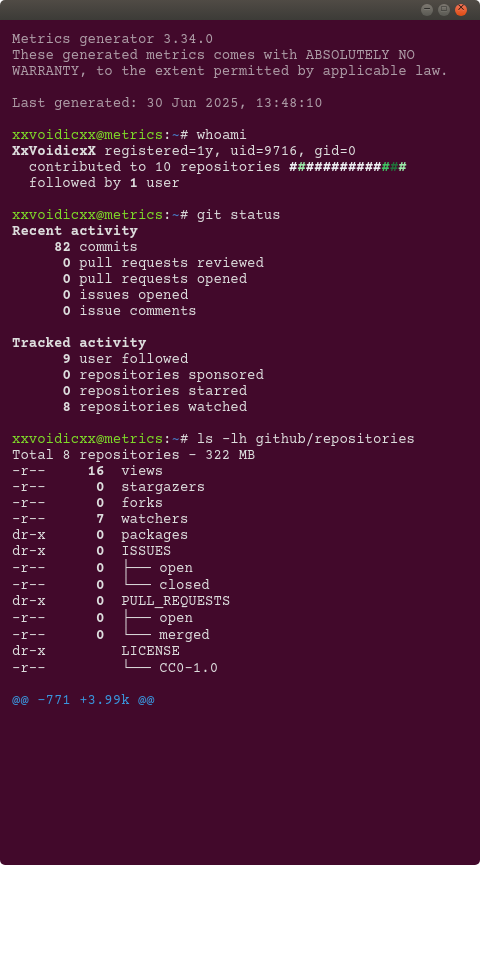 Metrics generator 3.34.0
These generated metrics comes with ABSOLUTELY NO
WARRANTY, to the extent permitted by applicable law.
Last generated: 30 Jun 2025, 13:48:10
xxvoidicxx@metrics:~# whoami
XxVoidicxX registered=1y, uid=9716, gid=0
contributed to 10 repositories ##############
followed by 1 user
xxvoidicxx@metrics:~# git status
Recent activity
82 commits
0 pull requests reviewed
0 pull requests opened
0 issues opened
0 issue comments
Tracked activity
9 user followed
0 repositories sponsored
0 repositories starred
8 repositories watched
xxvoidicxx@metrics:~# ls -lh github/repositories
Total 8 repositories - 322 MB
-r-- 16 views
-r-- 0 stargazers
-r-- 0 forks
-r-- 7 watchers
dr-x 0 packages
dr-x 0 ISSUES
-r-- 0 ├── open
-r-- 0 └── closed
dr-x 0 PULL_REQUESTS
-r-- 0 ├── open
-r-- 0 └── merged
dr-x LICENSE
-r-- └── CC0-1.0
@@ -771 +3.99k @@